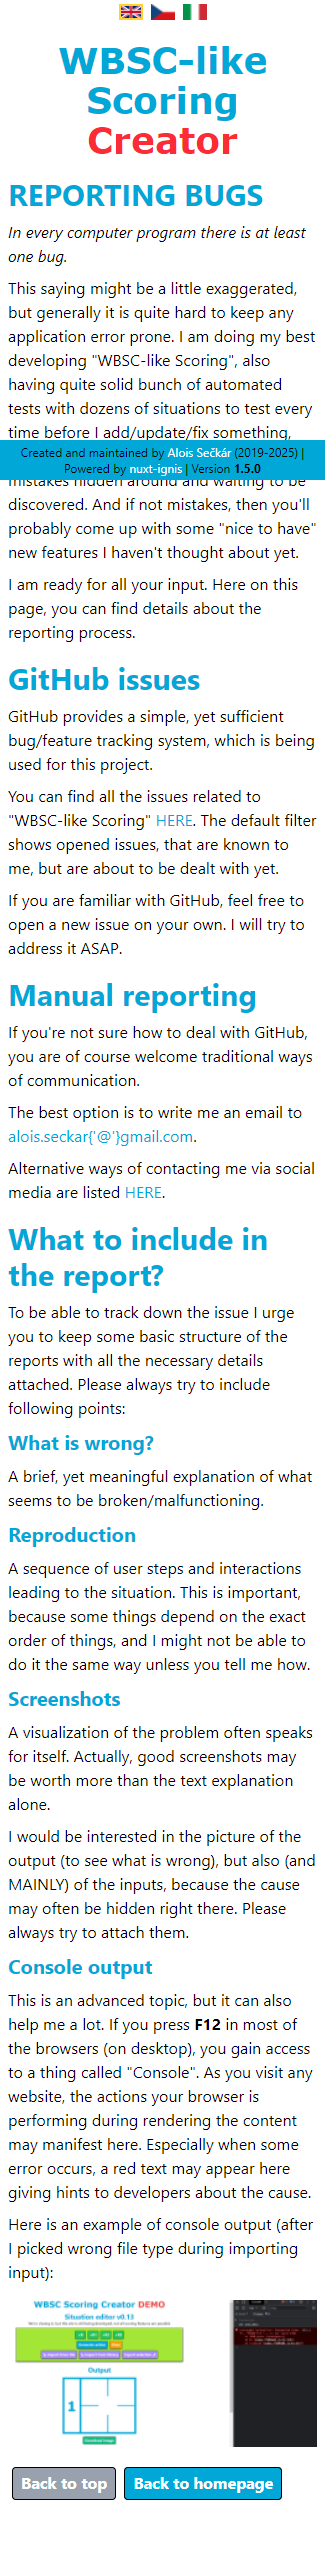 WBSC-like
Scoring
Creator
REPORTING BUGS
In every computer program there is at least
one bug.
This saying might be a little exaggerated,
but generally it is quite hard to keep any
application error prone. I am doing my best
developing "WBSC-like Scoring", also
having quite solid bunch of automated
tests with dozens of situations to test every
time before I add/update/fix something,
Created and maintained by Alois Sečkár (2019-2025) |
Powered by nuxt-ignis | Version 1.5.0
mistakes hidden around and waiting to be
discovered. And if not mistakes, then you'll
probably come up with some "nice to have"
new features I haven't thought about yet.
I am ready for all your input. Here on this
page, you can find details about the
reporting process.
GitHub issues
GitHub provides a simple, yet sufficient
bug/feature tracking system, which is being
used for this project.
You can find all the issues related to
"WBSC-like Scoring" HERE. The default filter
shows opened issues, that are known to
me, but are about to be dealt with yet.
If you are familiar with GitHub, feel free to
open a new issue on your own. I will try to
address it ASAP.
Manual reporting
If you're not sure how to deal with GitHub,
you are of course welcome traditional ways
of communication.
The best option is to write me an email to
alois.seckar{'@'}gmail.com.
Alternative ways of contacting me via social
media are listed HERE.
What to include in
the report?
To be able to track down the issue I urge
you to keep some basic structure of the
reports with all the necessary details
attached. Please always try to include
following points:
What is wrong?
A brief, yet meaningful explanation of what
seems to be broken/malfunctioning.
Reproduction
A sequence of user steps and interactions
leading to the situation. This is important,
because some things depend on the exact
order of things, and I might not be able to
do it the same way unless you tell me how.
Screenshots
A visualization of the problem often speaks
for itself. Actually, good screenshots may
be worth more than the text explanation
alone.
I would be interested in the picture of the
output (to see what is wrong), but also (and
MAINLY) of the inputs, because the cause
may often be hidden right there. Please
always try to attach them.
Console output
This is an advanced topic, but it can also
help me a lot. If you press F12 in most of
the browsers (on desktop), you gain access
to a thing called "Console". As you visit any
website, the actions your browser is
performing during rendering the content
may manifest here. Especially when some
error occurs, a red text may appear here
giving hints to developers about the cause.
Here is an example of console output (after
I picked wrong file type during importing
input):
WBSC Scoring Creator DEMO
Situation editor v0.13
Output
1
Back to top
Back to homepage